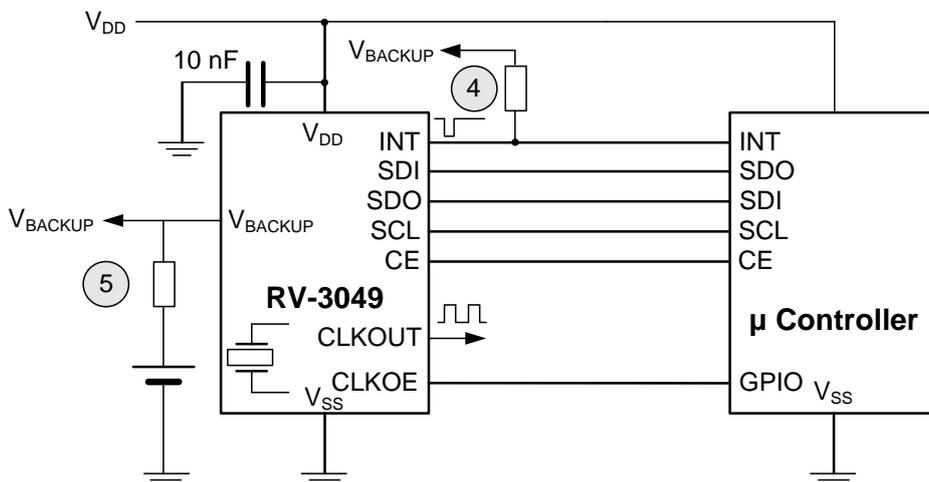 VDD
10 nF
VBACKUP
4
VDD
INT
SDI
SDO
SCL
CE
VBACKUP
VBACKUP
5
RV-3049
CLKOUT
CLKOE
VSS
INT
SDO
SDI
SCL
CE
µ Controller
GPIO
VSS